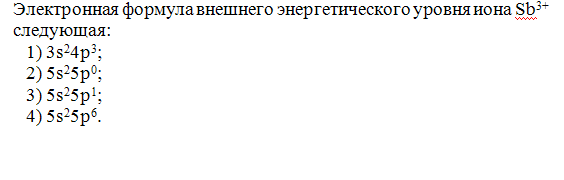 Электронная формула внешнего энергетического уровня иона Sb³⁺
следующая:
1) 3s²4p³;
2) 5s²5p⁰;
3) 5s²5p¹;
4) 5s²5p⁶.